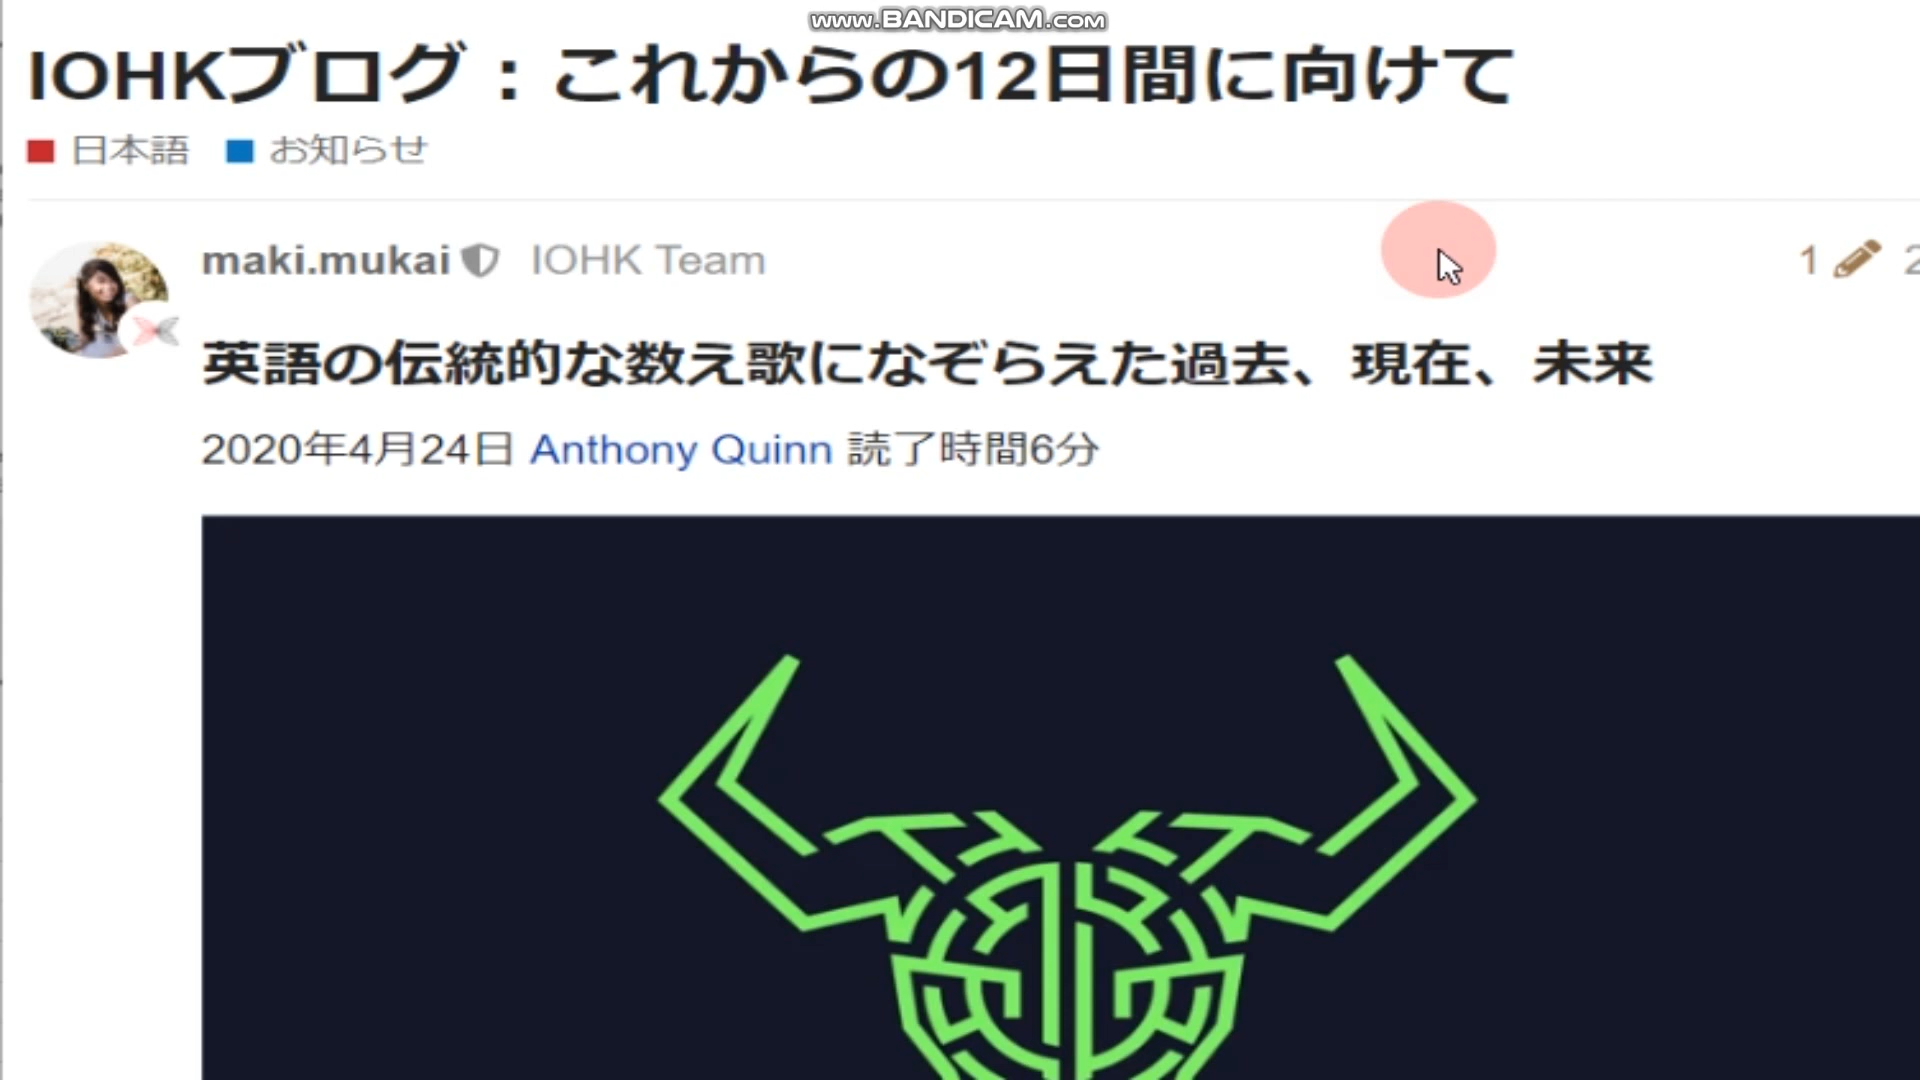 www.BANDICAM.com
IOHKブログ：これからの12日間に向けて
日本語 お知らせ
maki.mukai IOHK Team 1 2
英語の伝統的な数え歌になぞらえた過去、現在、未来
2020年4月24日 Anthony Quinn 読了時間6分